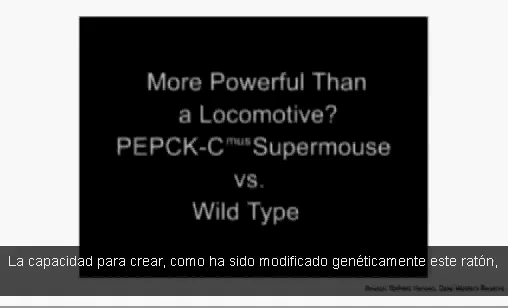 More Powerful Than
a Locomotive?
PEPCK-Cmus Supermouse
vs.
Wild Type
La capacidad para crear, como ha sido modificado genéticamente este ratón,